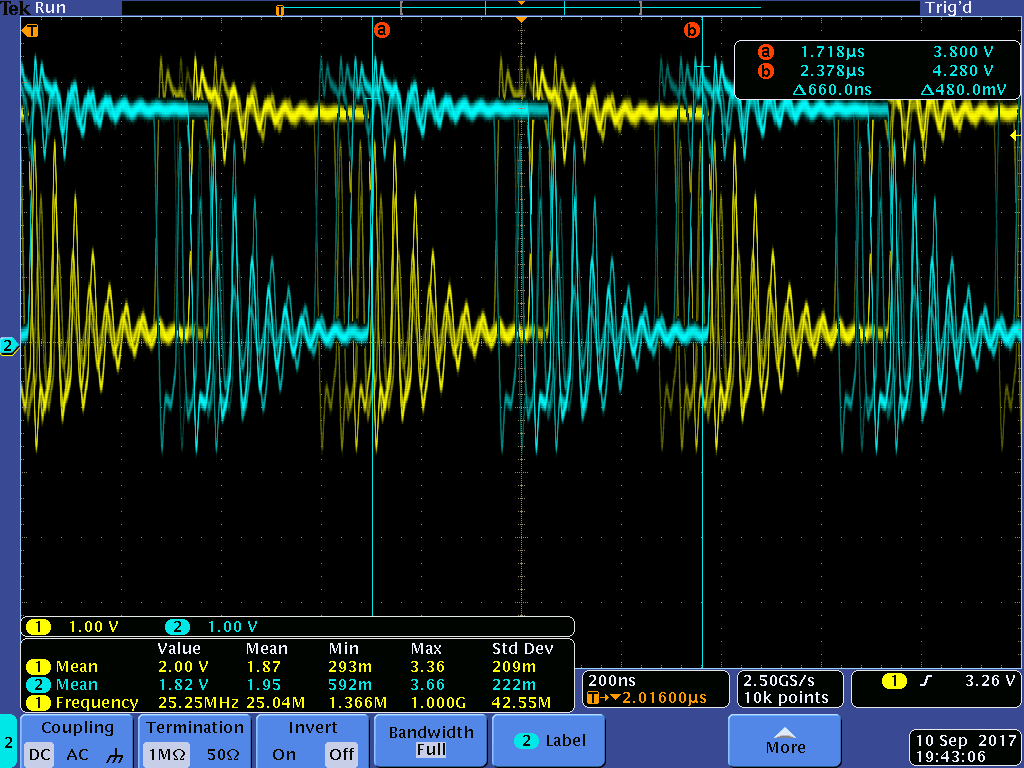 Tek Run Trig'd
T
T
a b
a 1.718µs 3.800 V
b 2.378µs 4.280 V
Δ660.0ns Δ480.0mV
2
1 1.00 V 2 1.00 V
Value Mean Min Max Std Dev
1 Mean 2.00 V 1.87 293m 3.36 209m
2 Mean 1.82 V 1.95 592m 3.66 222m
1 Frequency 25.25MHz 25.04M 1.366M 1.000G 42.55M
200ns
T→▼2.01600µs
2.50GS/s
10k points
1 3.26 V
2
Coupling
DC AC
Termination
1MΩ 50Ω
Invert
On Off
Bandwidth
Full
2 Label
More
10 Sep 2017
19:43:06